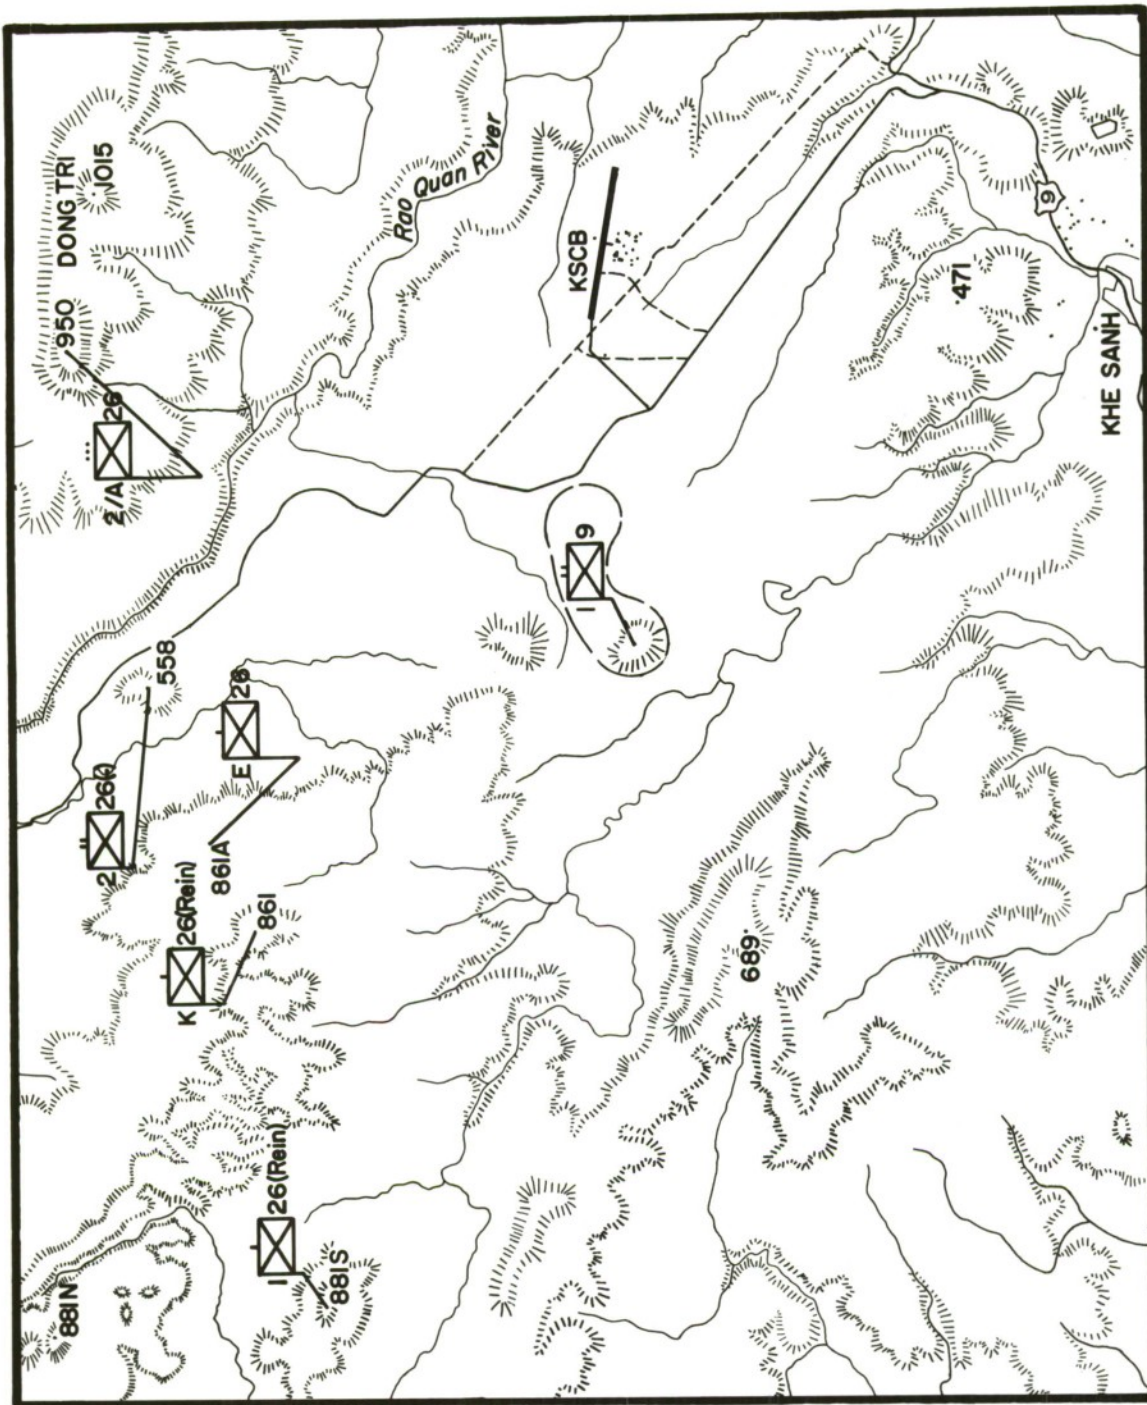 881N
950
DONG TRI
1015
2/A 26
2 26(-)
558
K 26(Rein)
861A
E 26
861
I 26(Rein)
881S
Rao Quan River
KSCB
1 9
689
471
9
KHE SANH